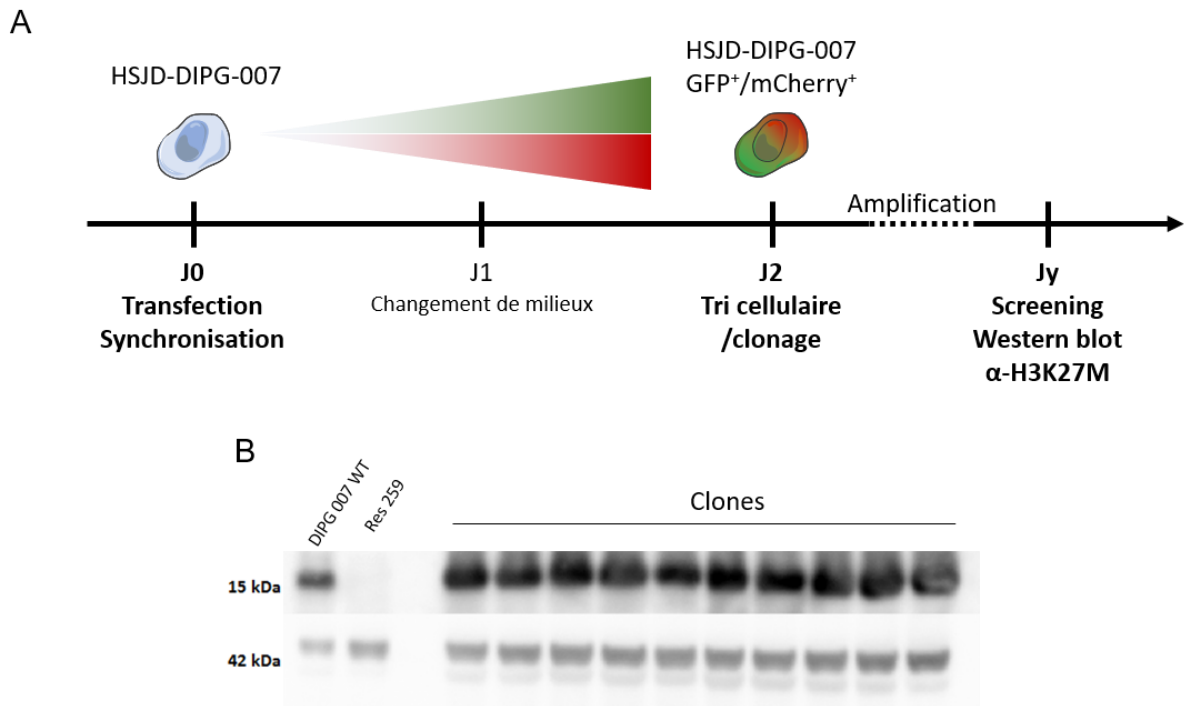 A
HSJD-DIPG-007
HSJD-DIPG-007
GFP⁺/mCherry⁺
Amplification
J0
Transfection
Synchronisation
J1
Changement de milieux
J2
Tri cellulaire
/clonage
Jy
Screening
Western blot
α-H3K27M
B
DIPG 007 WT
Res 259
Clones
15 kDa
42 kDa